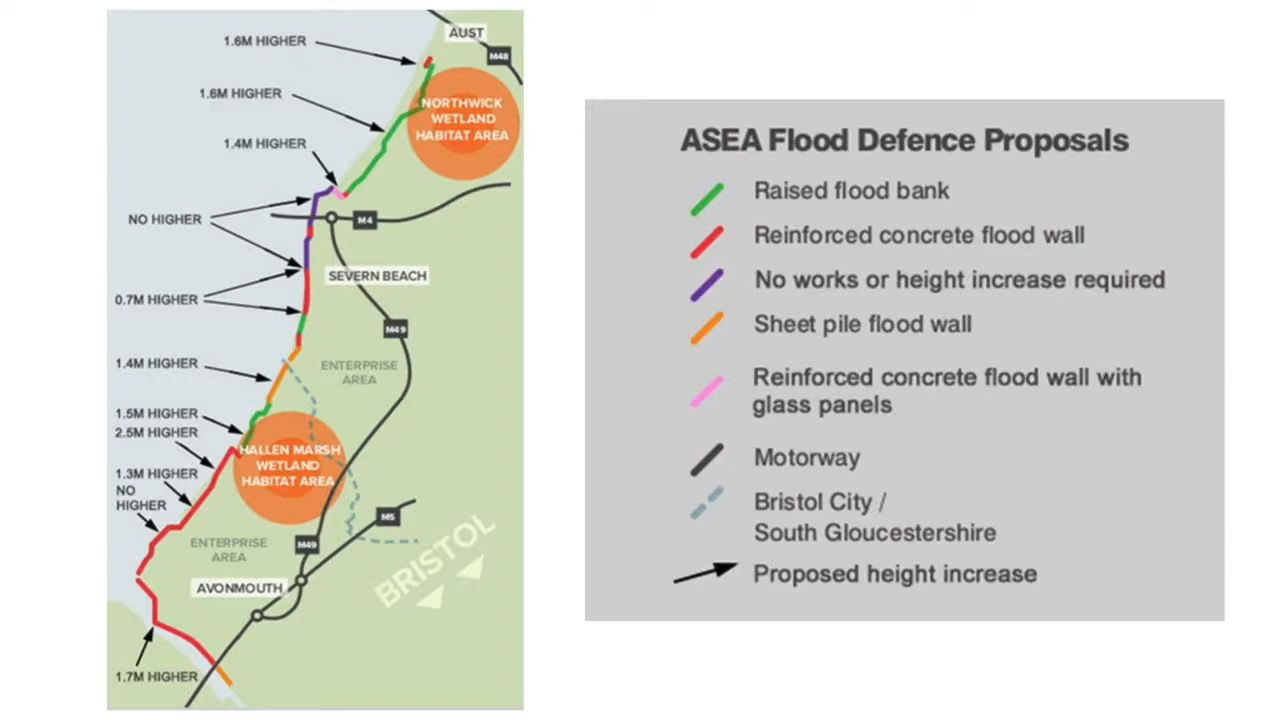 AUST
1.6M HIGHER
M48
1.6M HIGHER
NORTHWICK
WETLAND
HABITAT AREA
1.4M HIGHER
NO HIGHER
M4
SEVERN BEACH
0.7M HIGHER
M49
1.4M HIGHER
ENTERPRISE
AREA
1.5M HIGHER
2.5M HIGHER
HALLEN MARSH
WETLAND
HABITAT AREA
1.3M HIGHER
NO
HIGHER
M5
ENTERPRISE
AREA
M49
BRISTOL
AVONMOUTH
1.7M HIGHER
ASEA Flood Defence Proposals
Raised flood bank
Reinforced concrete flood wall
No works or height increase required
Sheet pile flood wall
Reinforced concrete flood wall with
glass panels
Motorway
Bristol City /
South Gloucestershire
Proposed height increase